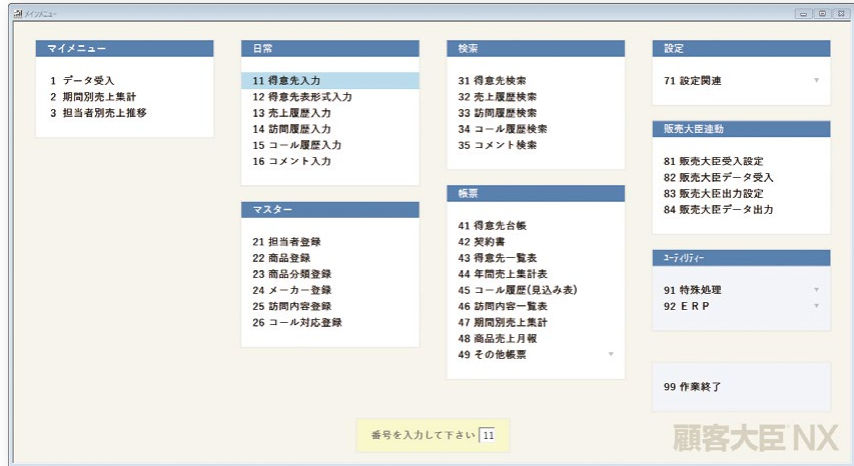 メインメニュー
マイメニュー
1 データ受入
2 期間別売上集計
3 担当者別売上推移
日常
11 得意先入力
12 得意先表形式入力
13 売上履歴入力
14 訪問履歴入力
15 コール履歴入力
16 コメント入力
マスター
21 担当者登録
22 商品登録
23 商品分類登録
24 メーカー登録
25 訪問内容登録
26 コール対応登録
検索
31 得意先検索
32 売上履歴検索
33 訪問履歴検索
34 コール履歴検索
35 コメント検索
帳票
41 得意先台帳
42 契約書
43 得意先一覧表
44 年間売上集計表
45 コール履歴(見込み表)
46 訪問内容一覧表
47 期間別売上集計
48 商品売上月報
49 その他帳票
設定
71 設定関連
販売大臣連動
81 販売大臣受入設定
82 販売大臣データ受入
83 販売大臣出力設定
84 販売大臣データ出力
ユーティリティー
91 特殊処理
92 ERP
99 作業終了
番号を入力して下さい 11
顧客大臣NX